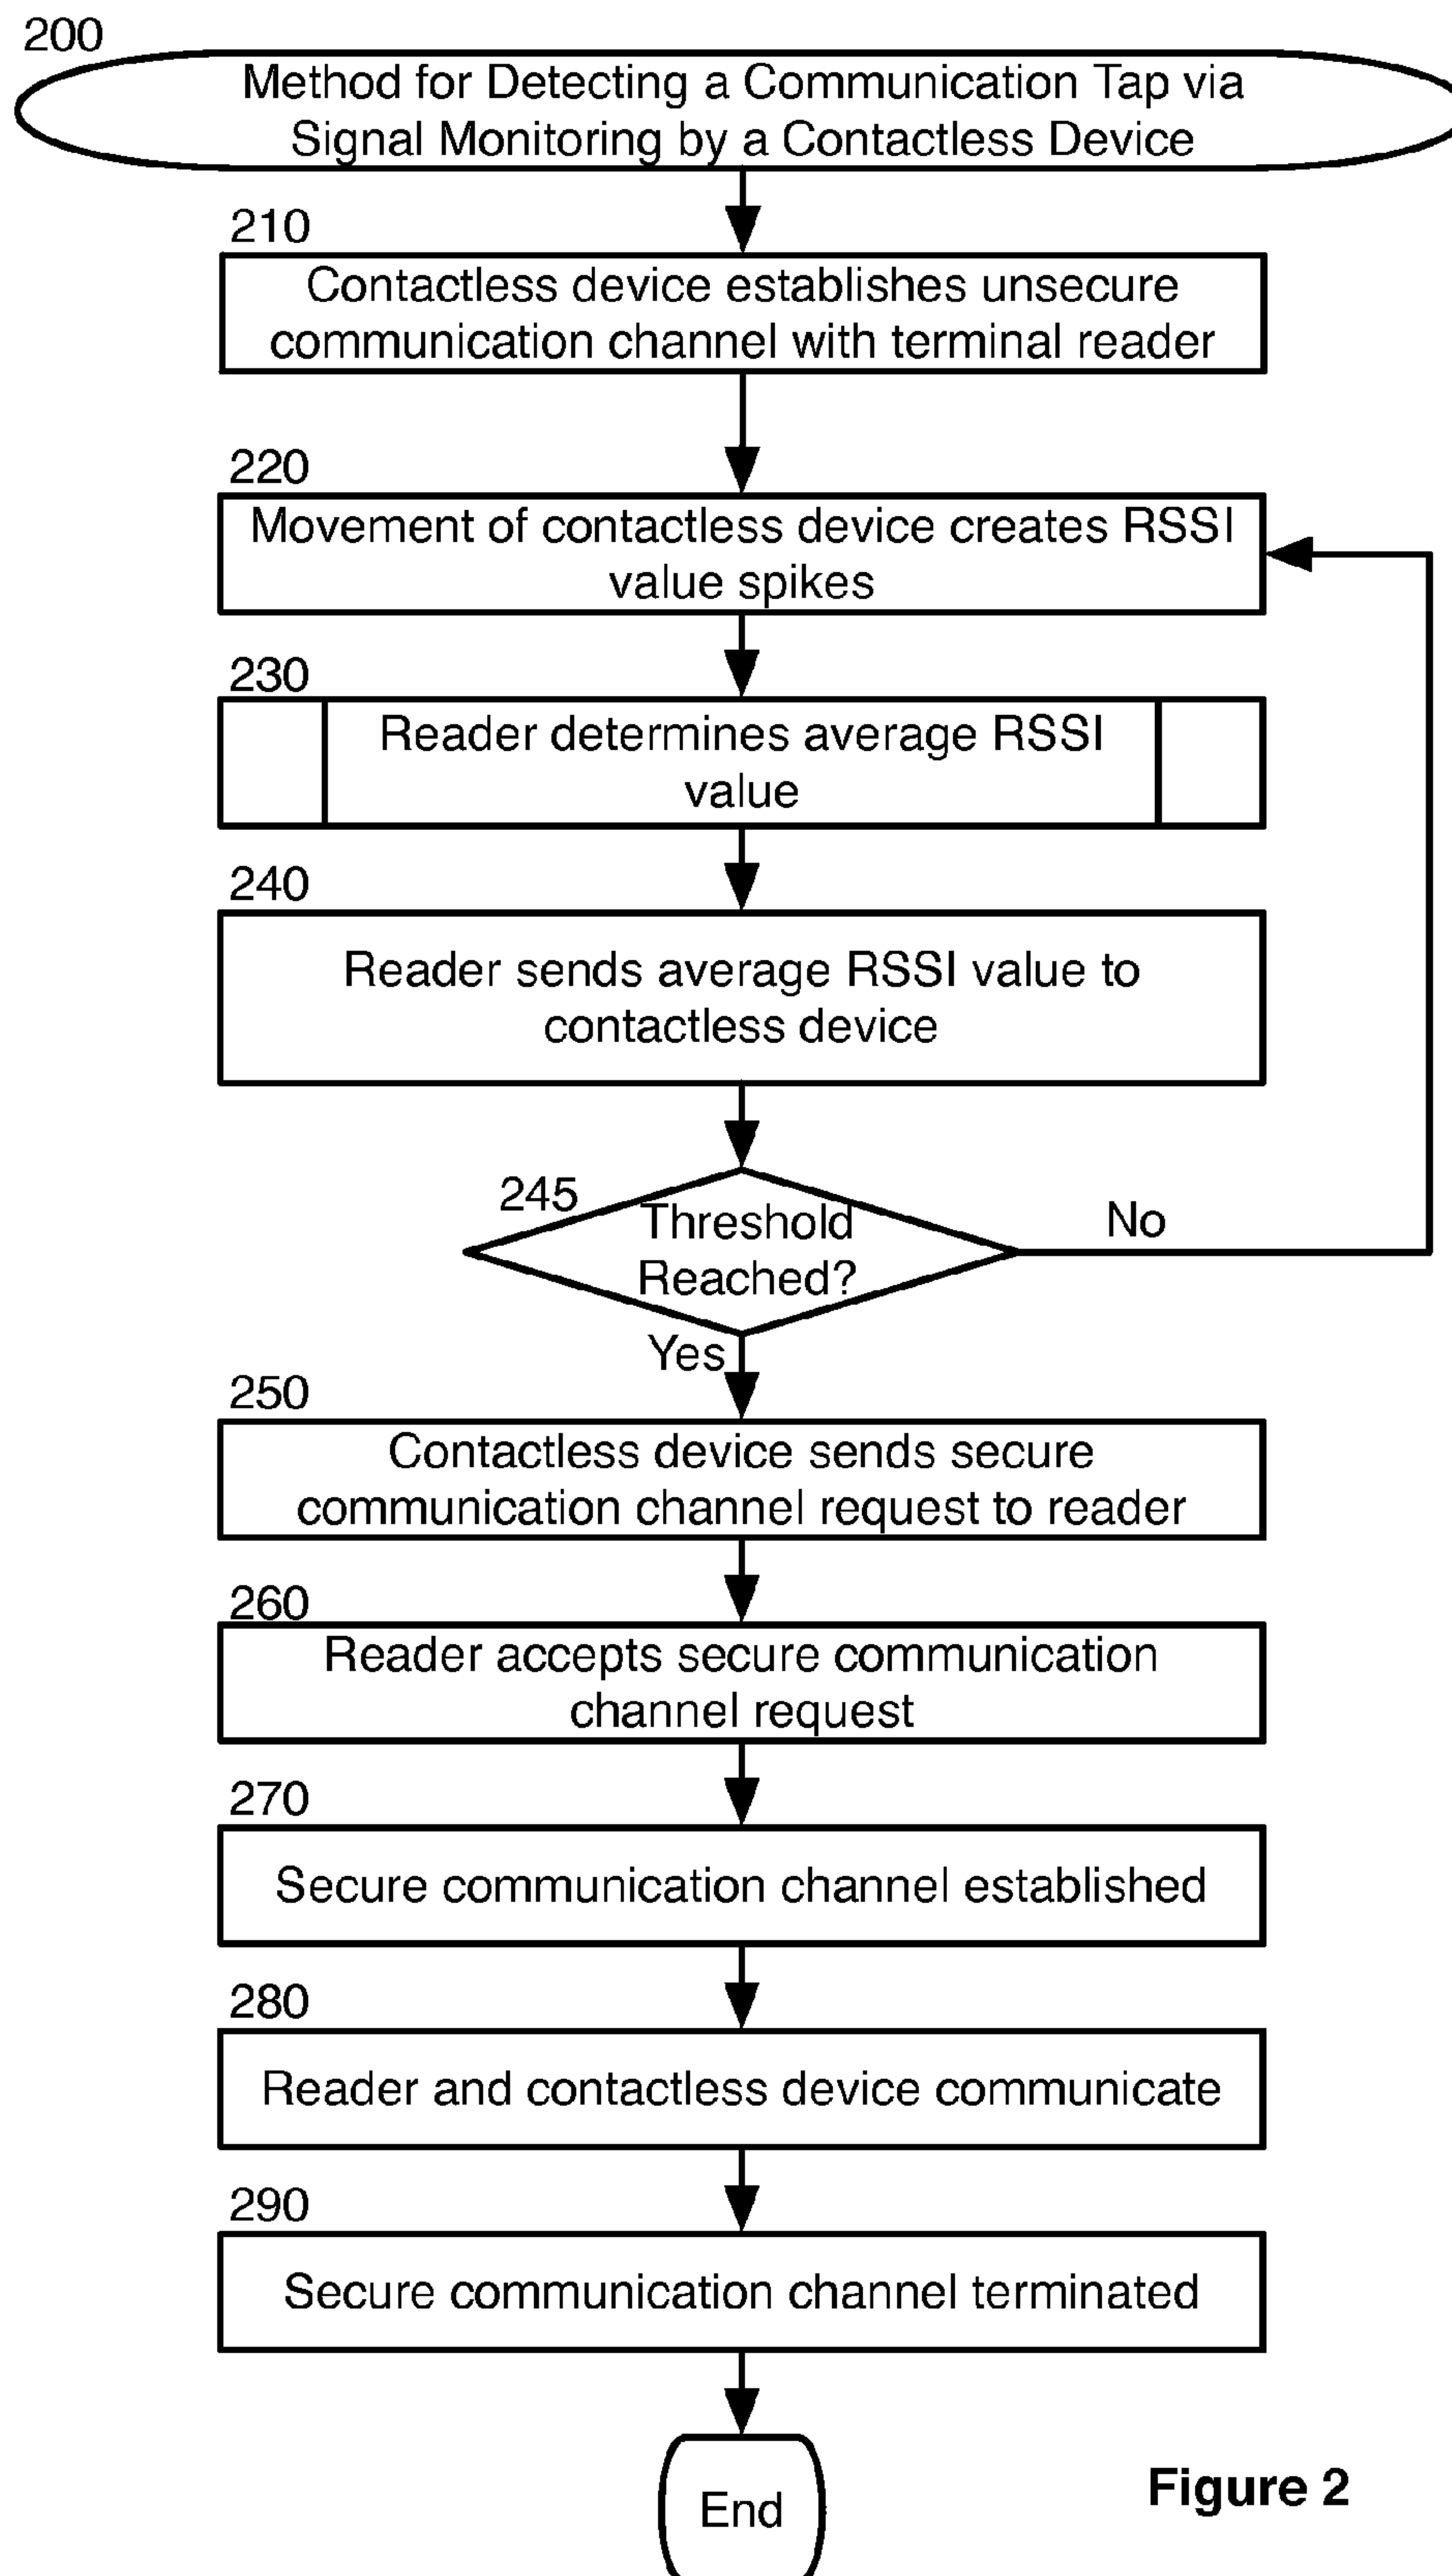 200
Method for Detecting a Communication Tap via
Signal Monitoring by a Contactless Device
210
Contactless device establishes unsecure
communication channel with terminal reader
220
Movement of contactless device creates RSSI
value spikes
230
Reader determines average RSSI
value
240
Reader sends average RSSI value to
contactless device
245
Threshold
Reached?
No
Yes
250
Contactless device sends secure
communication channel request to reader
260
Reader accepts secure communication
channel request
270
Secure communication channel established
280
Reader and contactless device communicate
290
Secure communication channel terminated
End
Figure 2